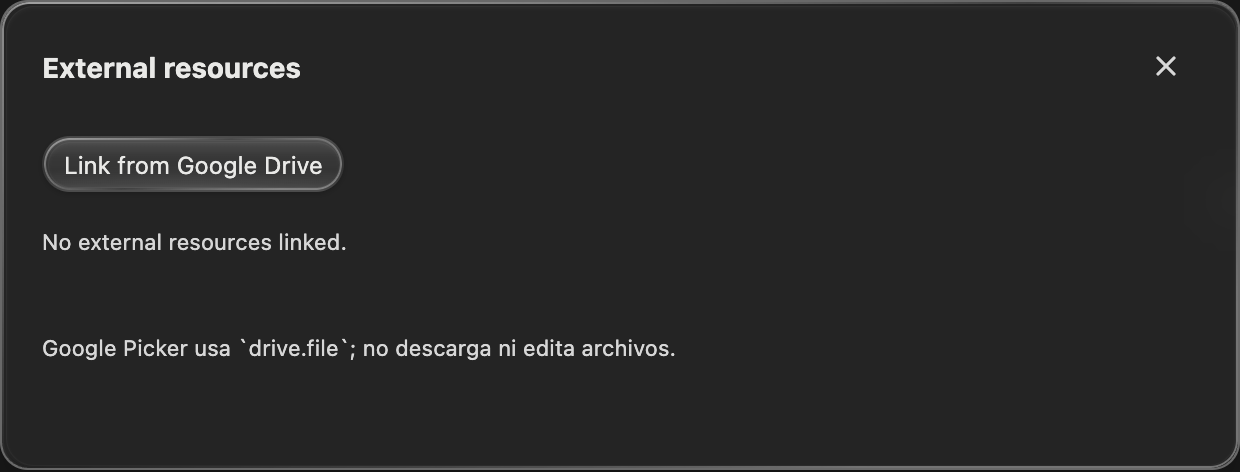 External resources
Link from Google Drive
No external resources linked.
Google Picker usa `drive.file`; no descarga ni edita archivos.